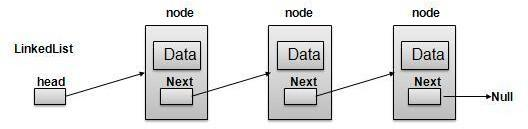 node node node
LinkedList
Data Data Data
head Next Next Next
Null